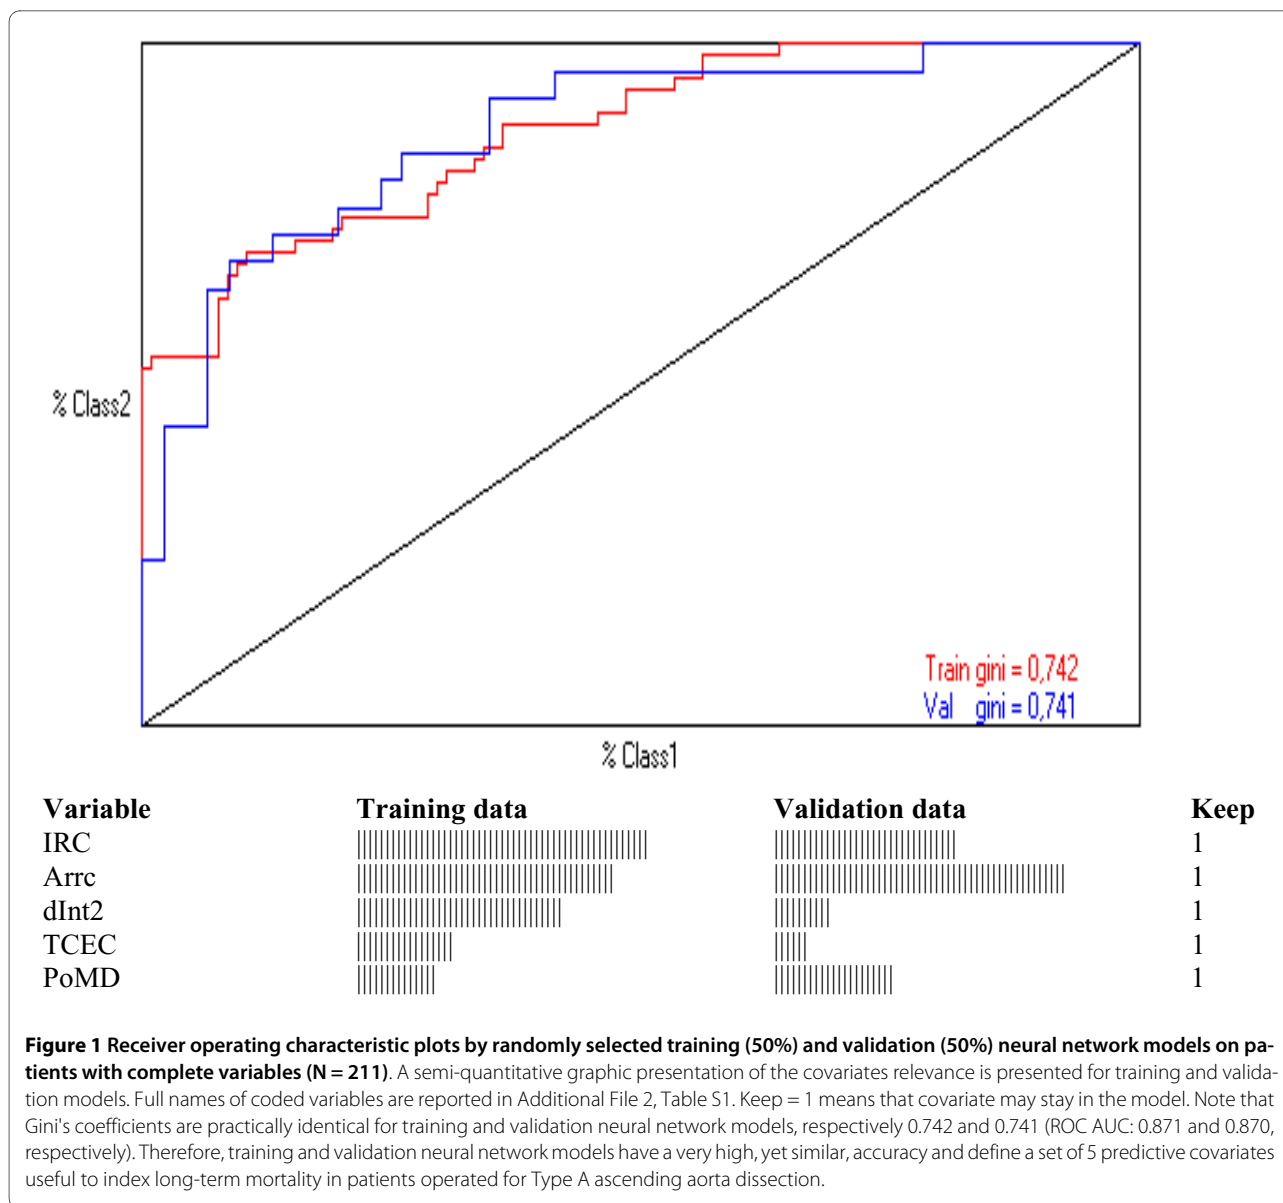 % Class2
Train gini = 0,742
Val gini = 0,741
% Class1
Variable Training data Validation data Keep
IRC 1
Arrc 1
dInt2 1
TCEC 1
PoMD 1
Figure 1 Receiver operating characteristic plots by randomly selected training (50%) and validation (50%) neural network models on pa-
tients with complete variables (N = 211). A semi-quantitative graphic presentation of the covariates relevance is presented for training and valida-
tion models. Full names of coded variables are reported in Additional File 2, Table S1. Keep = 1 means that covariate may stay in the model. Note that
Gini's coefficients are practically identical for training and validation neural network models, respectively 0.742 and 0.741 (ROC AUC: 0.871 and 0.870,
respectively). Therefore, training and validation neural network models have a very high, yet similar, accuracy and define a set of 5 predictive covariates
useful to index long-term mortality in patients operated for Type A ascending aorta dissection.